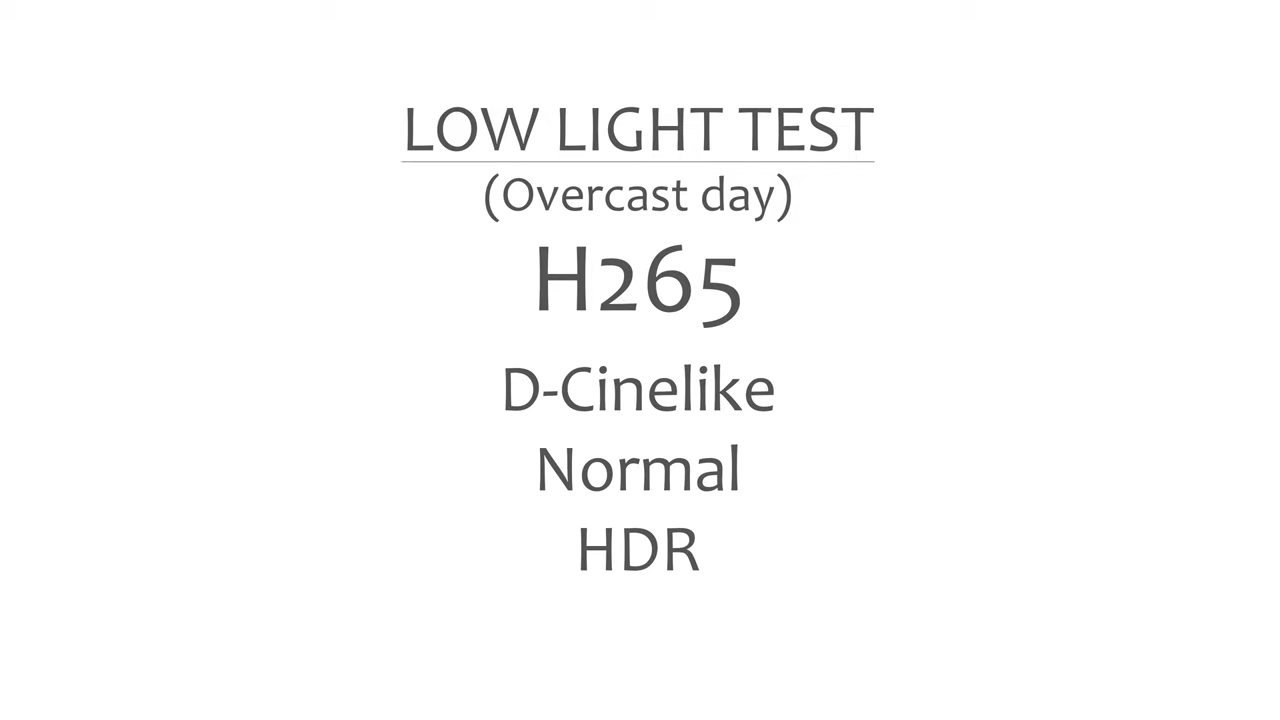 LOW LIGHT TEST
(Overcast day)
H265
D-Cinelike
Normal
HDR